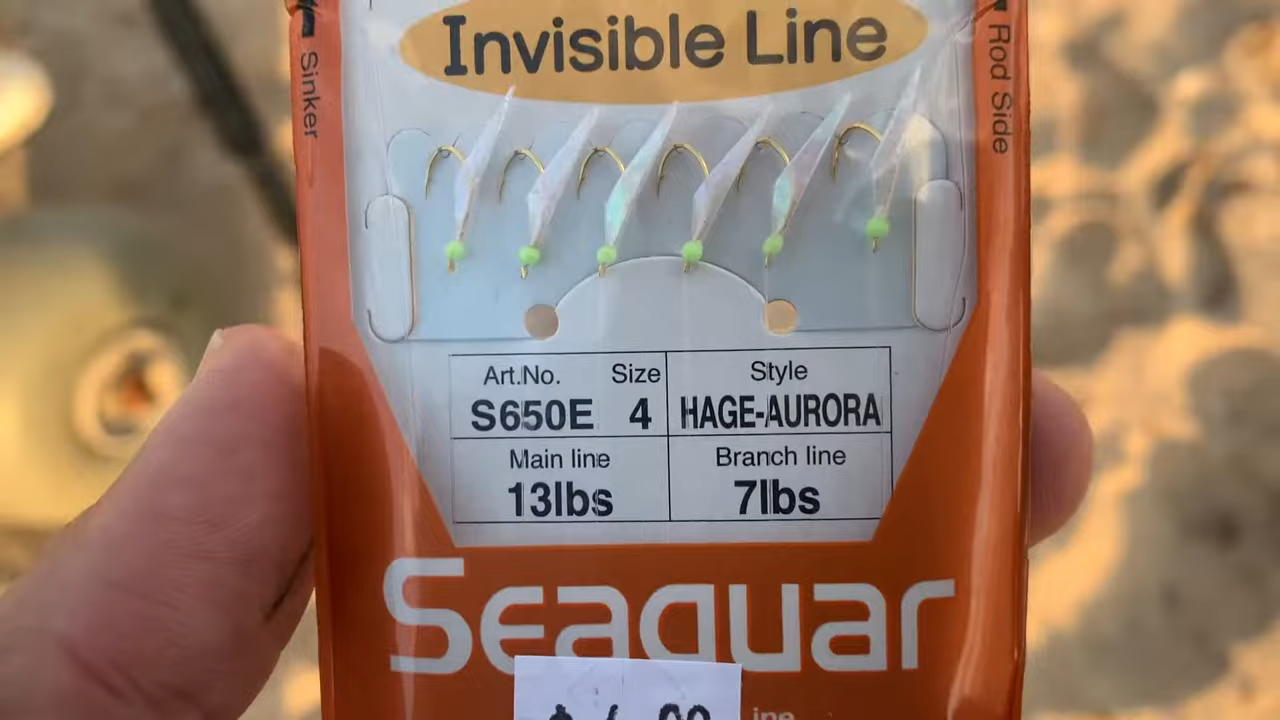 Invisible Line
Sinker
Rod Side
Art.No. Size Style
S650E 4 HAGE-AURORA
Main line Branch line
13lbs 7lbs
Seaguar